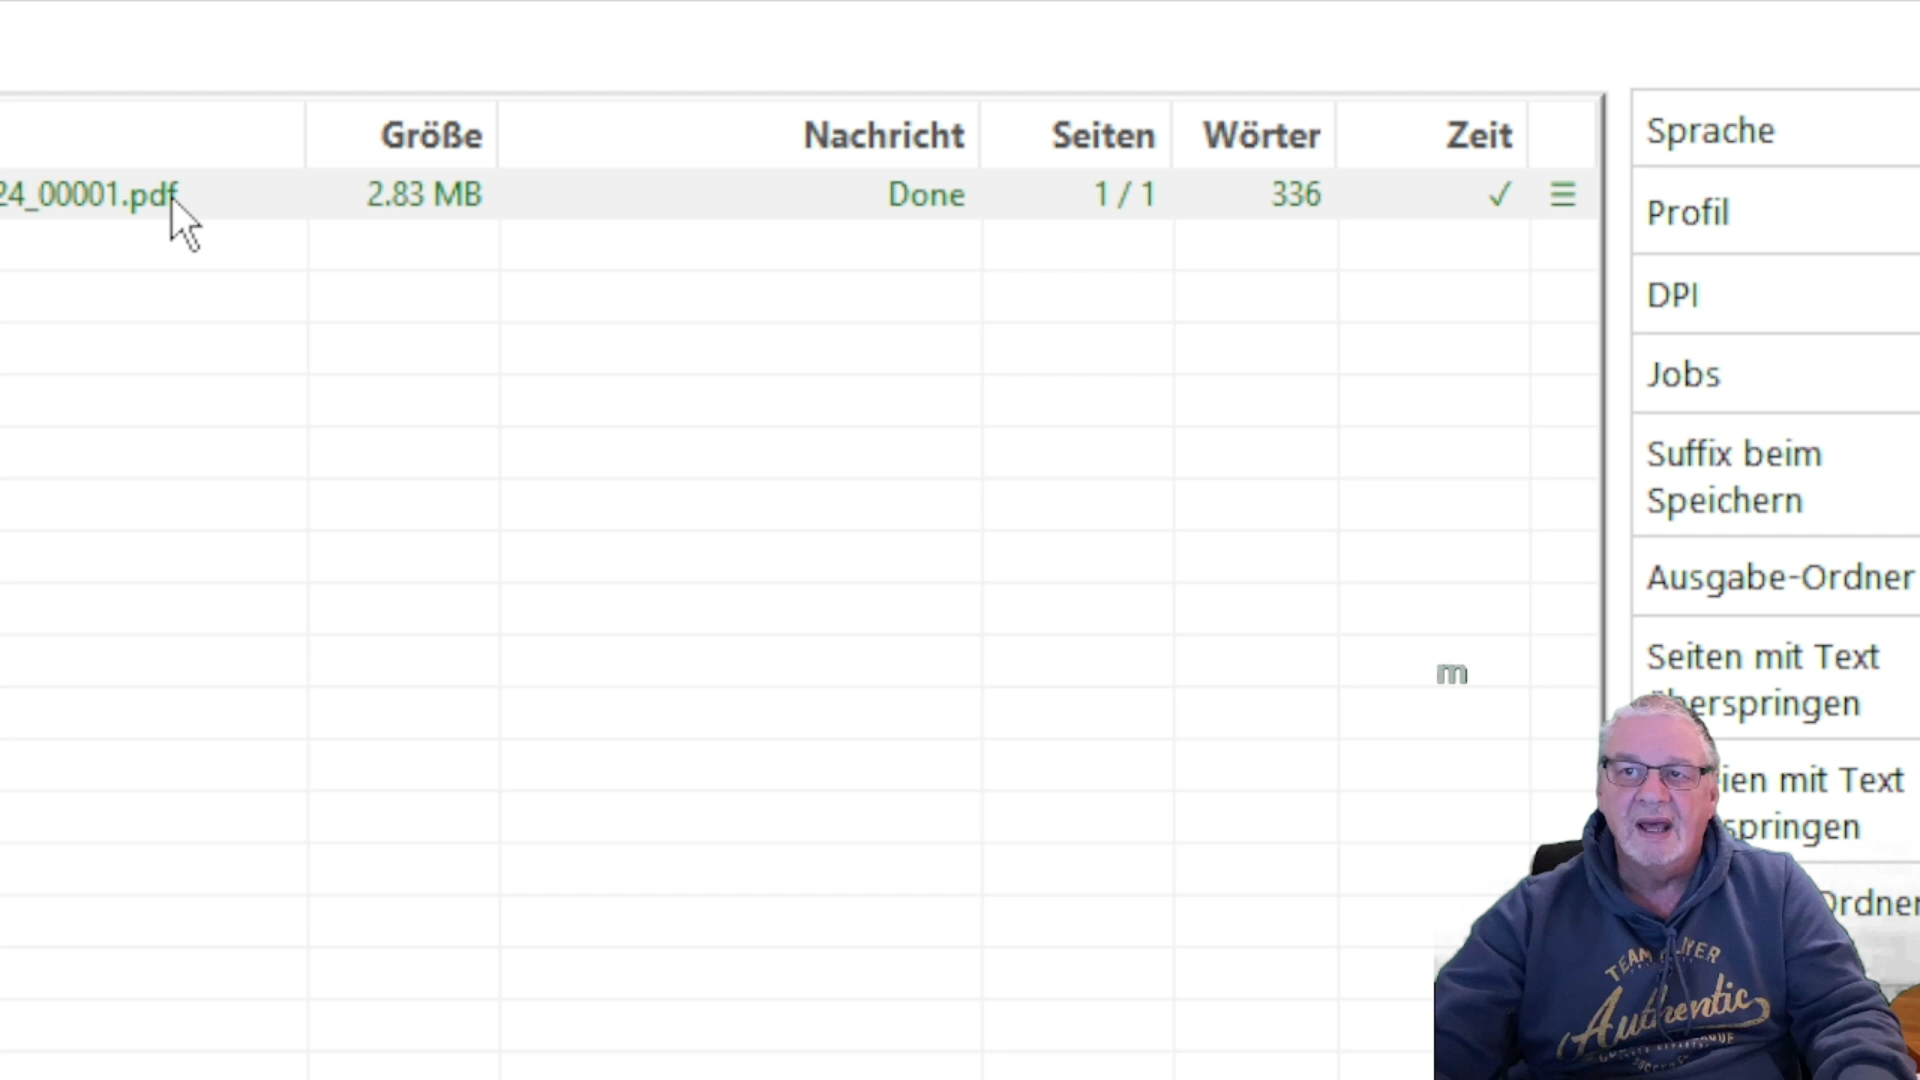 Größe Nachricht Seiten Wörter Zeit
24_00001.pdf 2.83 MB Done 1 / 1 336 ✓ ☰
Sprache
Profil
DPI
Jobs
Suffix beim
Speichern
Ausgabe-Ordner
Seiten mit Text
überspringen
ien mit Text
springen
Ordner
m
TEAM
Authentic